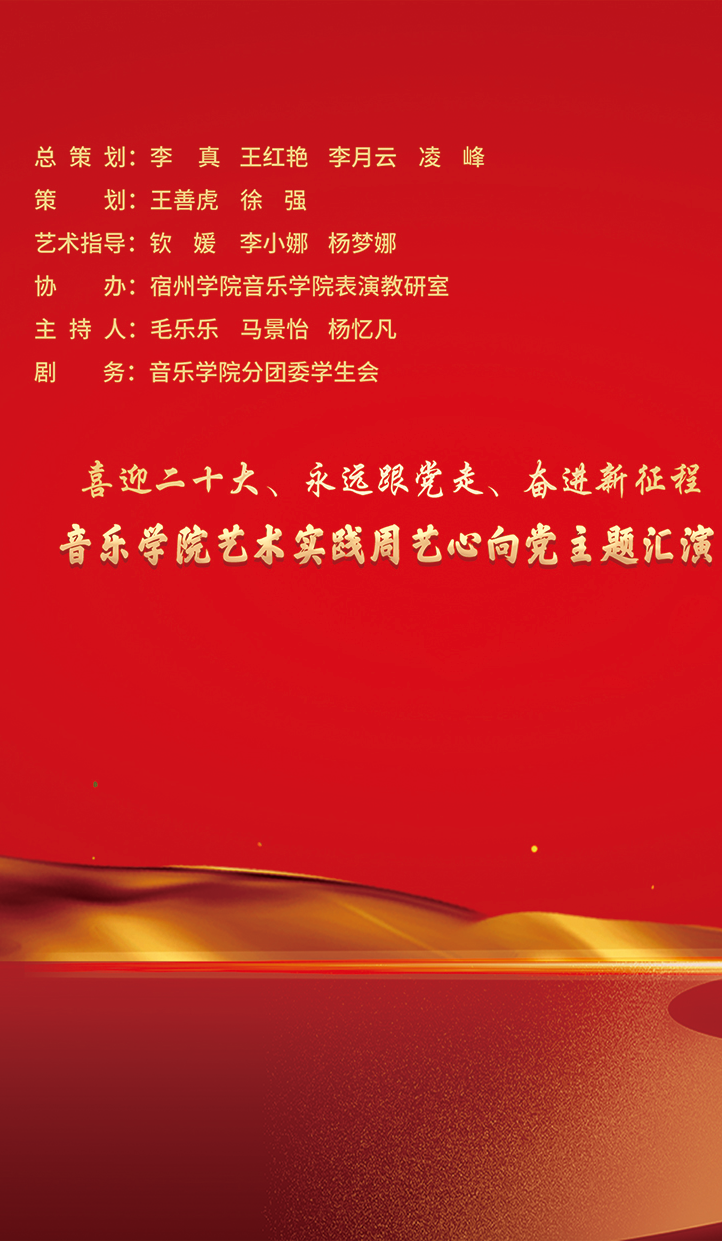 总策划：李真 王红艳 李月云 凌峰
策划：王善虎 徐强
艺术指导：钦媛 李小娜 杨梦娜
协办：宿州学院音乐学院表演教研室
主持人：毛乐乐 马景怡 杨忆凡
剧务：音乐学院分团委学生会
喜迎二十大、永远跟党走、奋进新征程
音乐学院艺术实践周艺心向党主题汇演